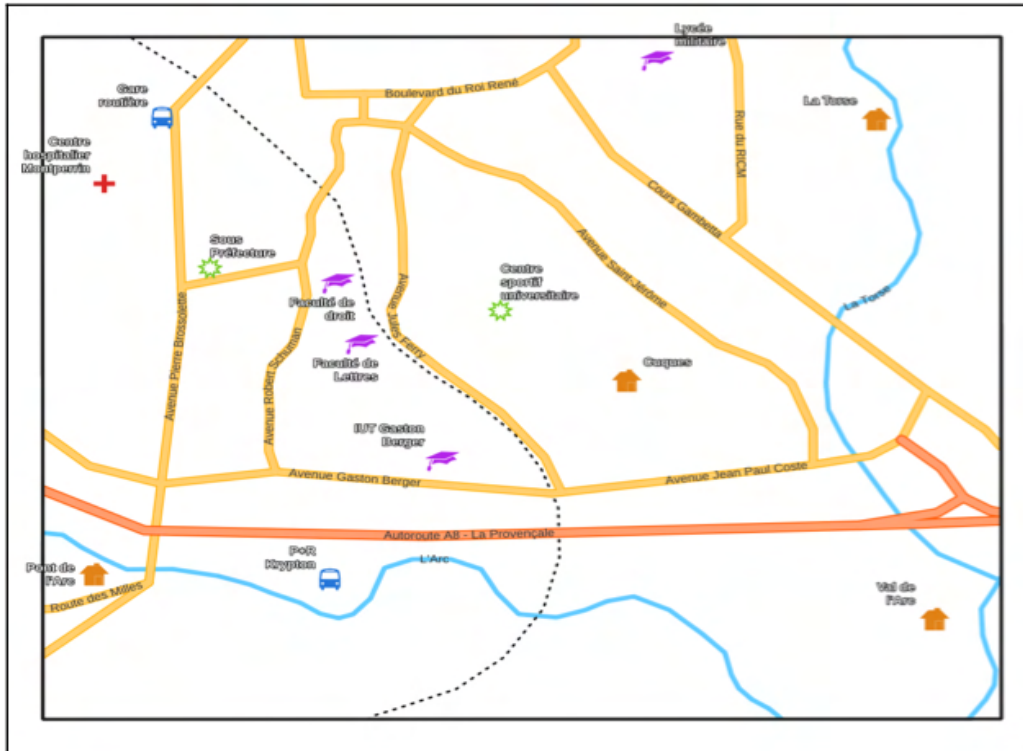 Lycée
militaire
Gare
routière
Boulevard du Roi René
La Torse
Centre
hospitalier
Montperrin
Rue du RICM
Cours Gambetta
Sous
Préfecture
Avenue Saint-Jérôme
Centre
sportif
universitaire
Faculté de
droit
La Torse
Avenue Pierre Brossolette
Avenue Robert Schuman
Avenue Jules Ferry
Faculté de
Lettres
Cuques
IUT Gaston
Berger
Avenue Gaston Berger
Avenue Jean Paul Coste
Autoroute A8 - La Provençale
P+R
Krypton
L'Arc
Pont de
l'Arc
Route des Milles
Val de
l'Arc